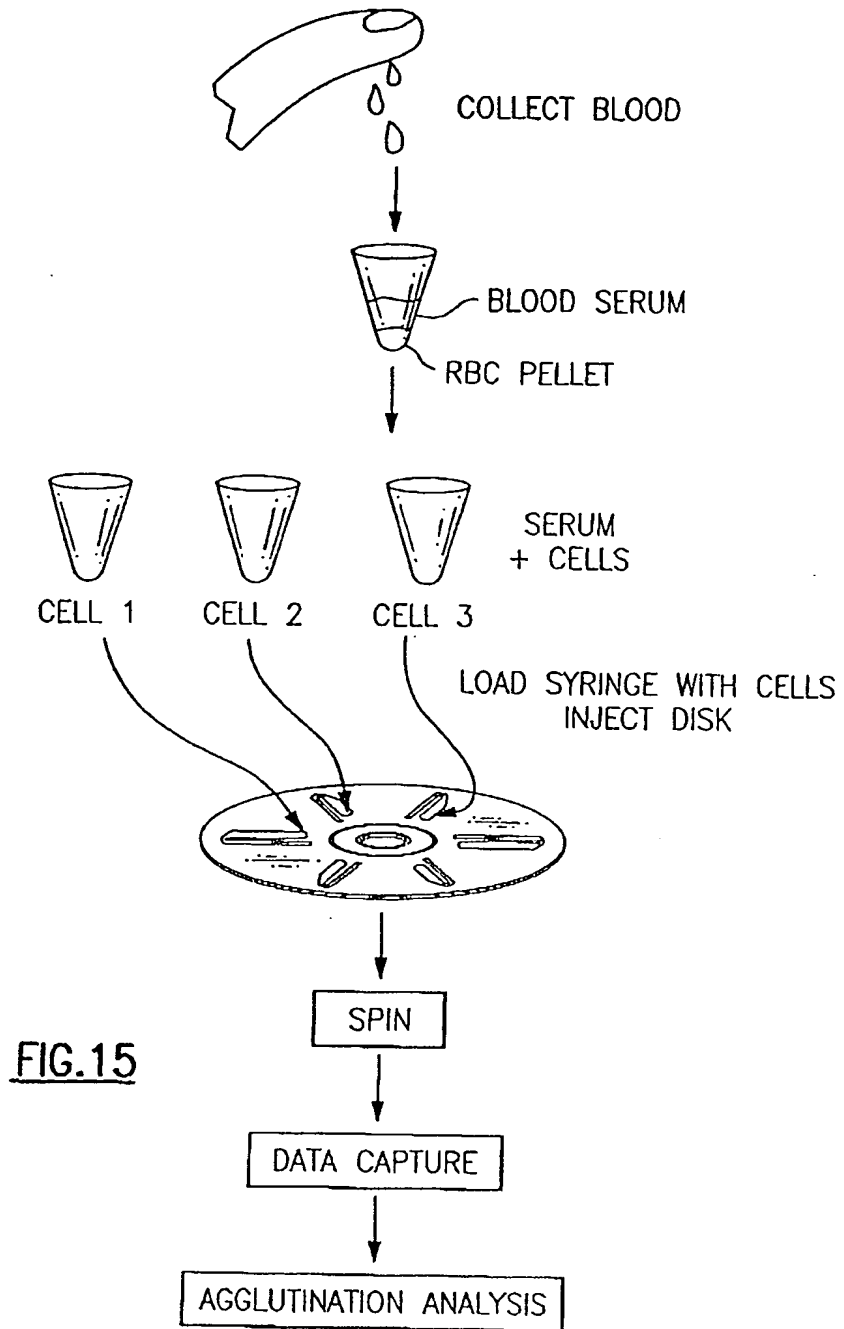 COLLECT BLOOD
BLOOD SERUM
RBC PELLET
SERUM
+ CELLS
CELL 1
CELL 2
CELL 3
LOAD SYRINGE WITH CELLS
INJECT DISK
SPIN
FIG.15
DATA CAPTURE
AGGLUTINATION ANALYSIS